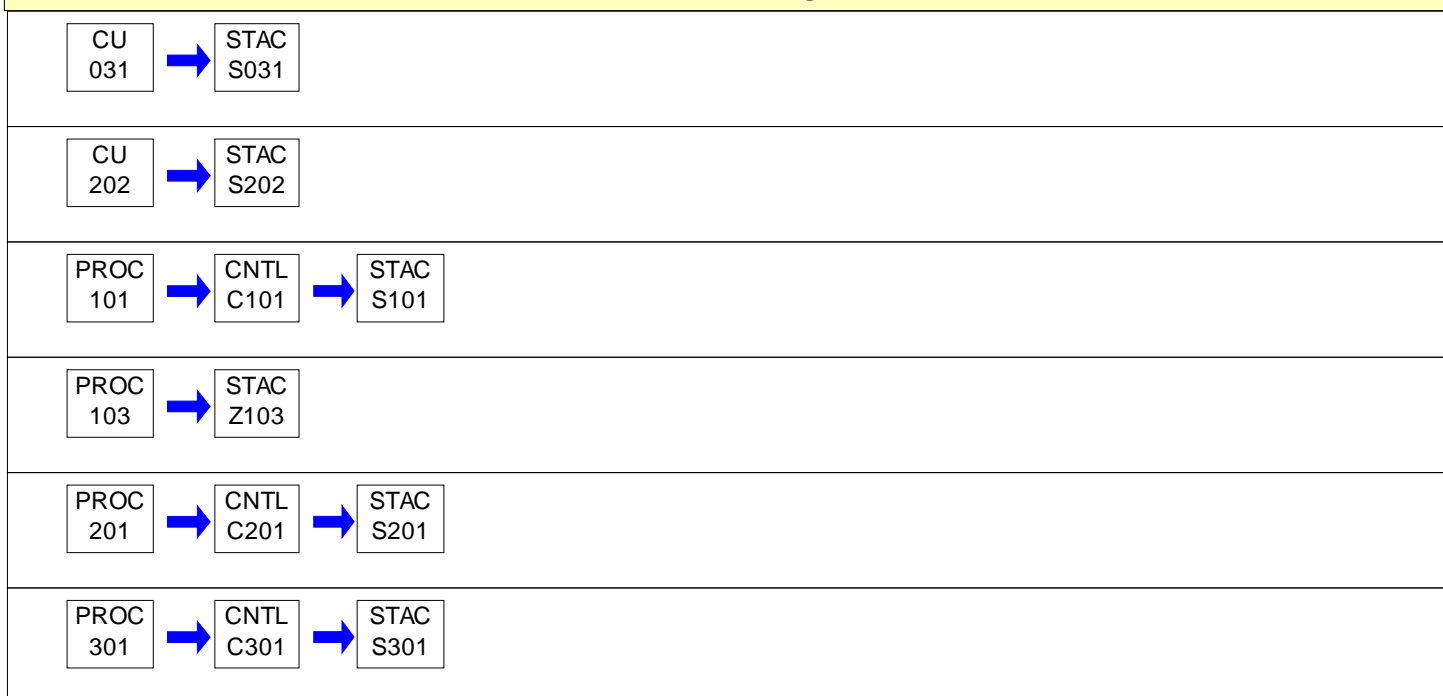 CU
031
STAC
S031
CU
202
STAC
S202
PROC
101
CNTL
C101
STAC
S101
PROC
103
STAC
Z103
PROC
201
CNTL
C201
STAC
S201
PROC
301
CNTL
C301
STAC
S301